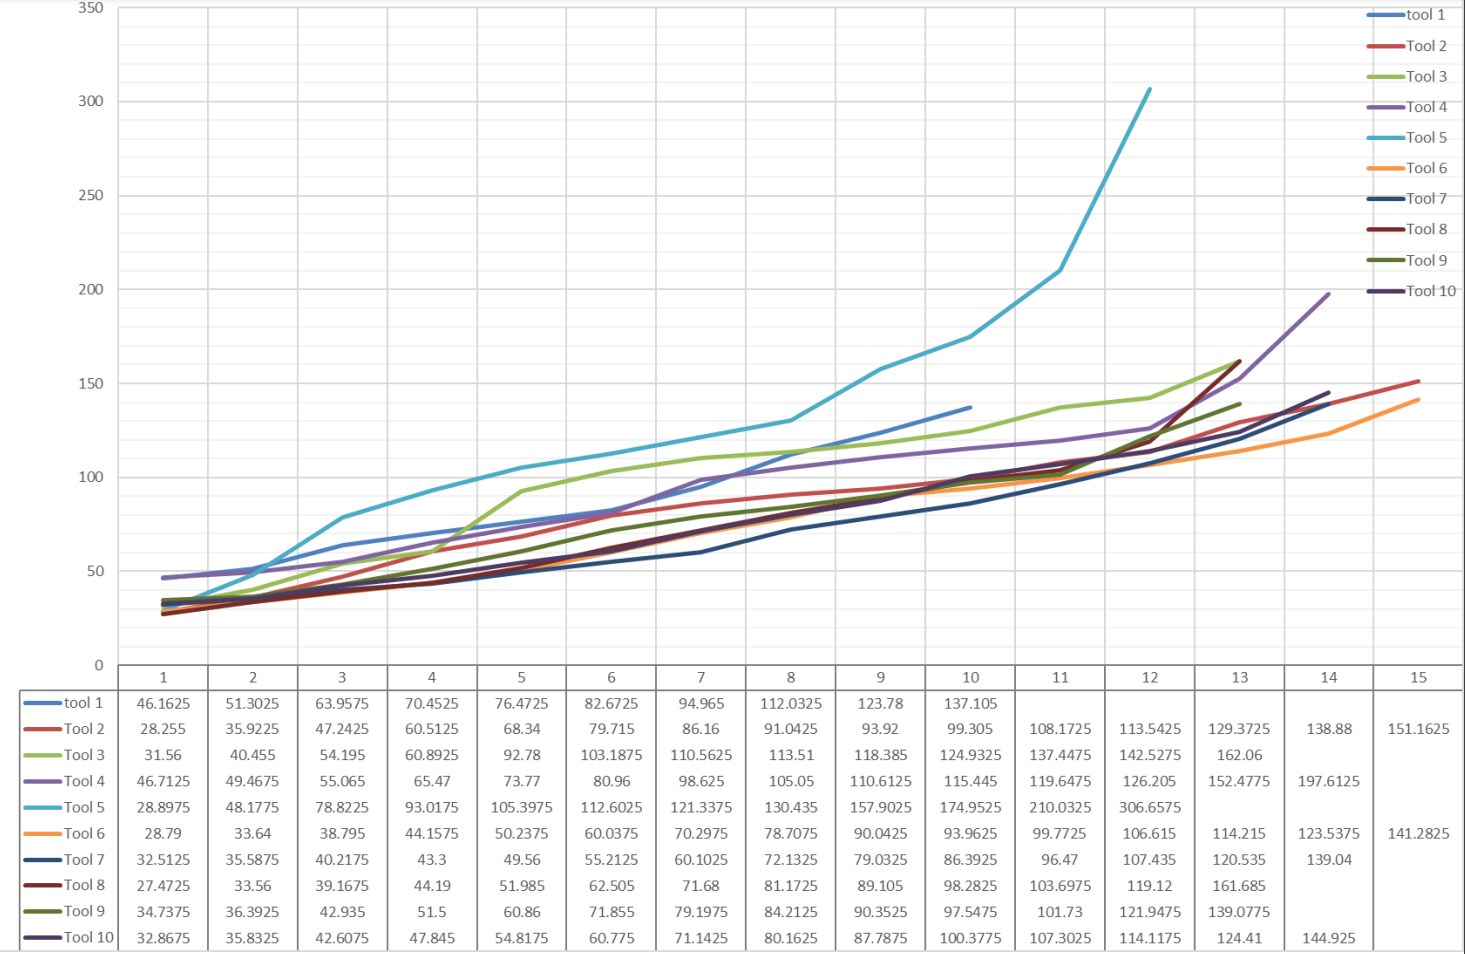 350
300
250
200
150
100
50
0
tool 1
Tool 2
Tool 3
Tool 4
Tool 5
Tool 6
Tool 7
Tool 8
Tool 9
Tool 10
1 2 3 4 5 6 7 8 9 10 11 12 13 14 15
tool 1 46.1625 51.3025 63.9575 70.4525 76.4725 82.6725 94.965 112.0325 123.78 137.105
Tool 2 28.255 35.9225 47.2425 60.5125 68.34 79.715 86.16 91.0425 93.92 99.305 108.1725 113.5425 129.3725 138.88 151.1625
Tool 3 31.56 40.455 54.195 60.8925 92.78 103.1875 110.5625 113.51 118.385 124.9325 137.4475 142.5275 162.06
Tool 4 46.7125 49.4675 55.065 65.47 73.77 80.96 98.625 105.05 110.6125 115.445 119.6475 126.205 152.4775 197.6125
Tool 5 28.8975 48.1775 78.8225 93.0175 105.3975 112.6025 121.3375 130.435 157.9025 174.9525 210.0325 306.6575
Tool 6 28.79 33.64 38.795 44.1575 50.2375 60.0375 70.2975 78.7075 90.0425 93.9625 99.7725 106.615 114.215 123.5375 141.2825
Tool 7 32.5125 35.5875 40.2175 43.3 49.56 55.2125 60.1025 72.1325 79.0325 86.3925 96.47 107.435 120.535 139.04
Tool 8 27.4725 33.56 39.1675 44.19 51.985 62.505 71.68 81.1725 89.105 98.2825 103.6975 119.12 161.685
Tool 9 34.7375 36.3925 42.935 51.5 60.86 71.855 79.1975 84.2125 90.3525 97.5475 101.73 121.9475 139.0775
Tool 10 32.8675 35.8325 42.6075 47.845 54.8175 60.775 71.1425 80.1625 87.7875 100.3775 107.3025 114.1175 124.41 144.925